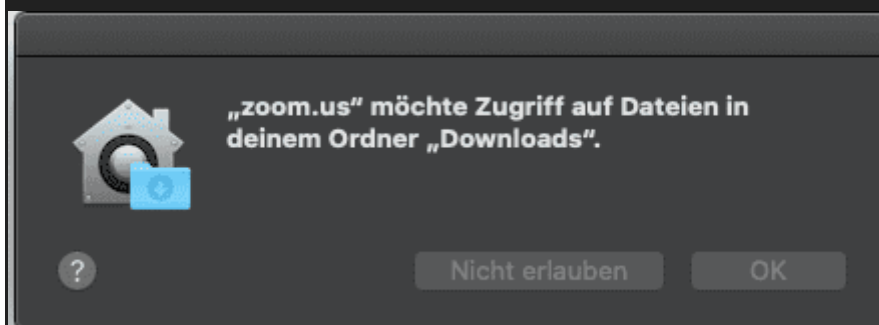 „zoom.us“ möchte Zugriff auf Dateien in
deinem Ordner „Downloads“.
?
Nicht erlauben
OK